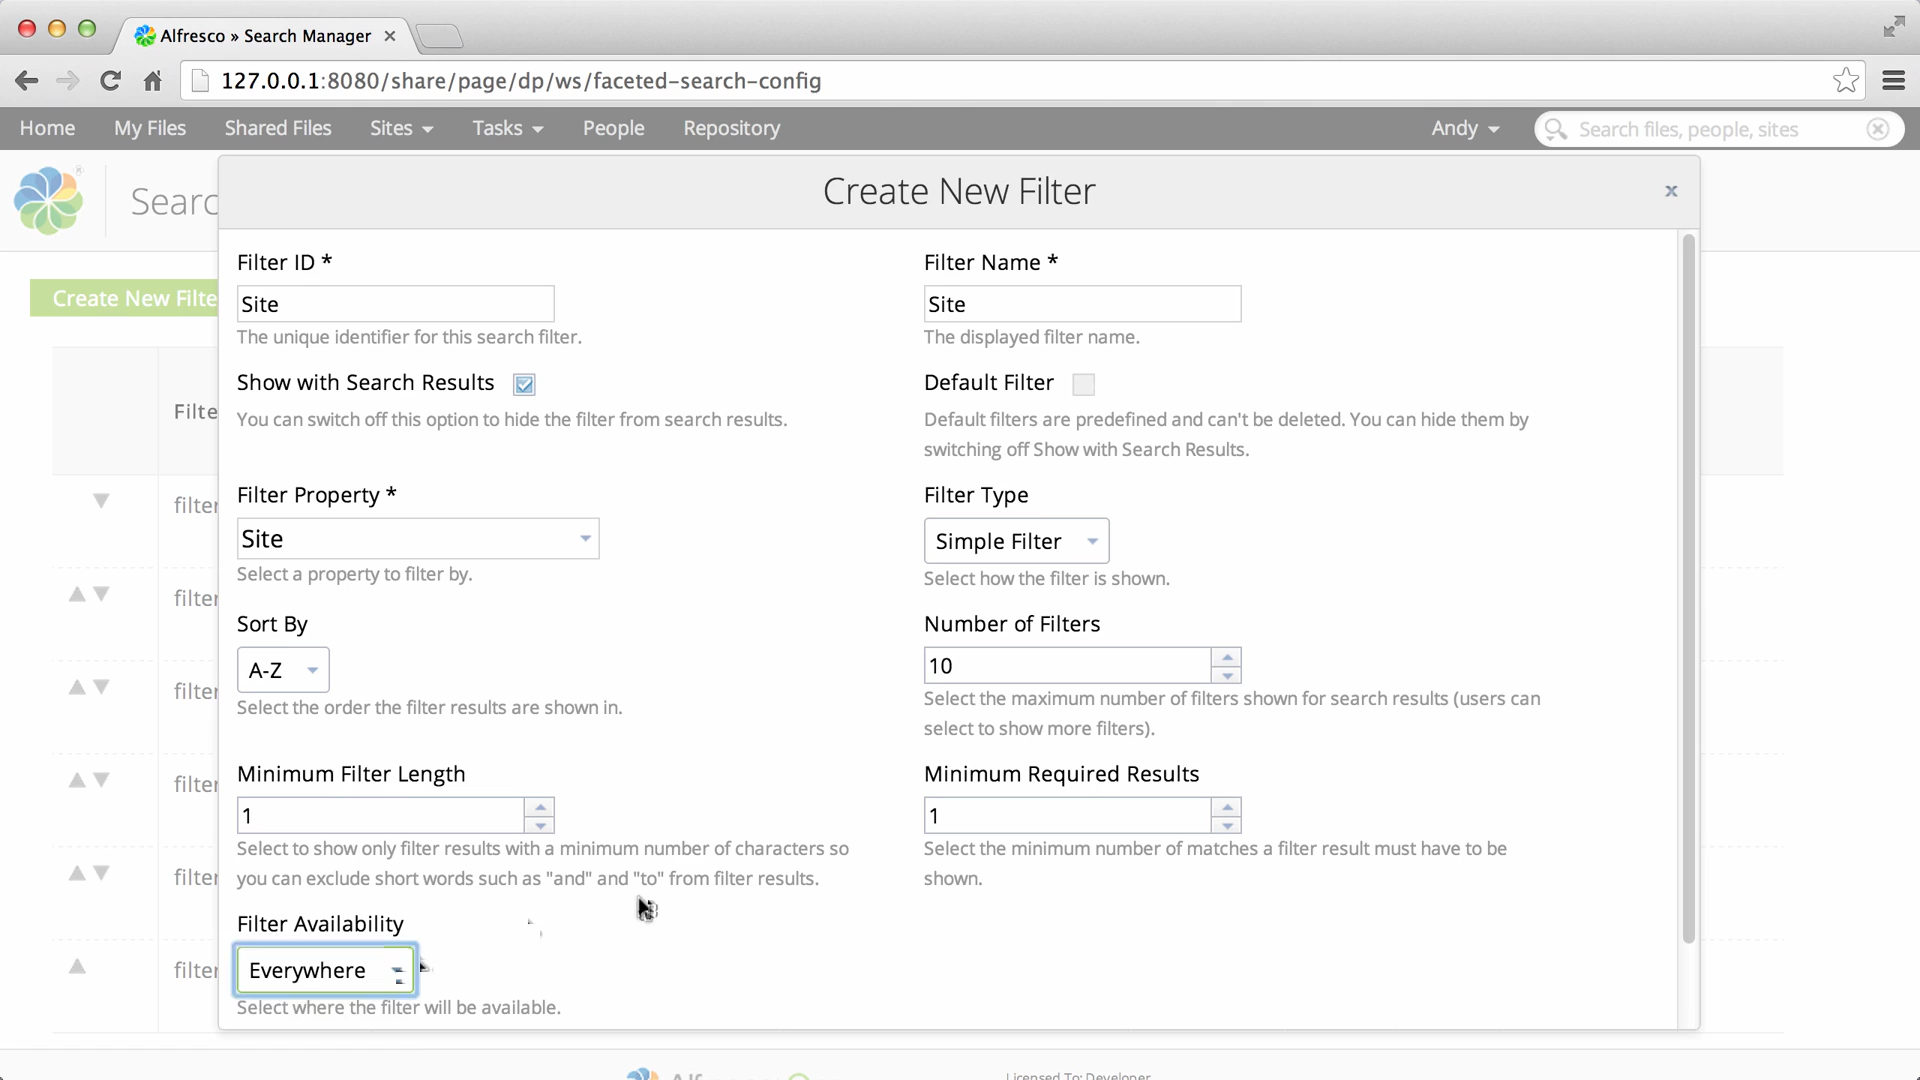 Alfresco » Search Manager
127.0.0.1:8080/share/page/dp/ws/faceted-search-config
Home My Files Shared Files Sites Tasks People Repository Andy Search files, people, sites
Searc
Create New Filter
Filter ID * Filter Name *
Create New Filte
Site Site
The unique identifier for this search filter. The displayed filter name.
Show with Search Results Default Filter
Filte
You can switch off this option to hide the filter from search results. Default filters are predefined and can't be deleted. You can hide them by
switching off Show with Search Results.
Filter Property * Filter Type
filter
Site Simple Filter
Select a property to filter by. Select how the filter is shown.
filter
Sort By Number of Filters
A-Z 10
filter
Select the order the filter results are shown in. Select the maximum number of filters shown for search results (users can
select to show more filters).
Minimum Filter Length Minimum Required Results
filter
1 1
Select to show only filter results with a minimum number of characters so Select the minimum number of matches a filter result must have to be
filter
you can exclude short words such as "and" and "to" from filter results. shown.
Filter Availability
filter
Everywhere
Select where the filter will be available.
Licensed To: Developer